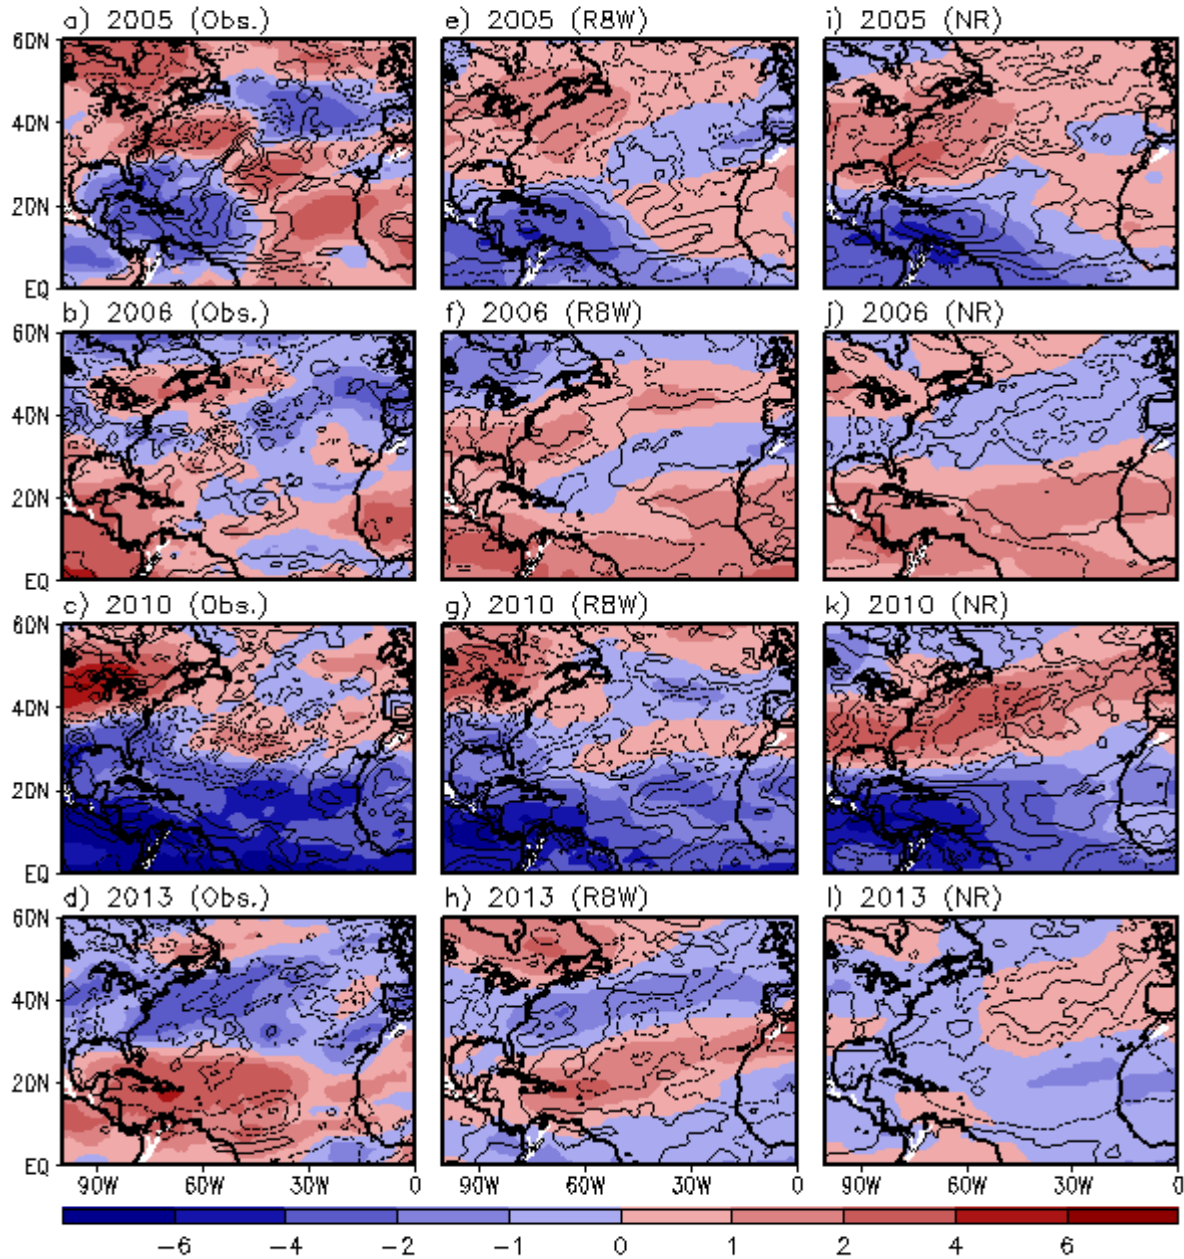 a) 2005 (Obs.) e) 2005 (R8W) i) 2005 (NR)
60N
40N
20N
EQ
b) 2006 (Obs.) f) 2006 (R8W) j) 2006 (NR)
60N
40N
20N
EQ
c) 2010 (Obs.) g) 2010 (R8W) k) 2010 (NR)
60N
40N
20N
EQ
d) 2013 (Obs.) h) 2013 (R8W) l) 2013 (NR)
60N
40N
20N
EQ
90W 60W 30W 0 90W 60W 30W 0 90W 60W 30W 0
-6 -4 -2 -1 0 1 2 4 6